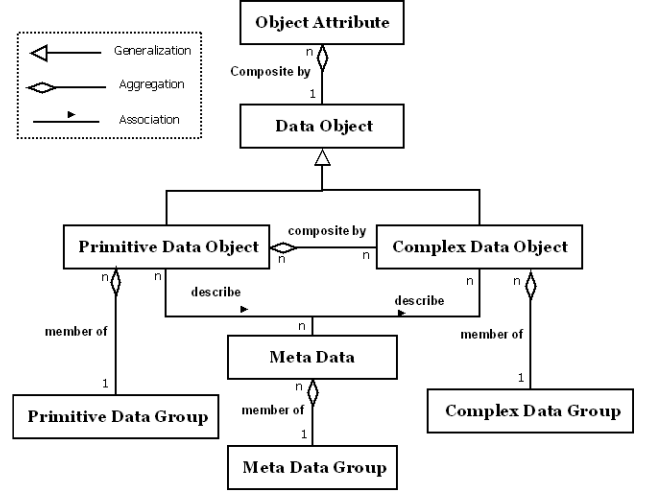 Object Attribute
Generalization
n
Composite by
Aggregation
1
Association
Data Object
Primitive Data Object
composite by
Complex Data Object
n
n
n
n
n
n
describe
describe
member of
n
member of
Meta Data
1
n
1
Primitive Data Group
member of
Complex Data Group
1
Meta Data Group